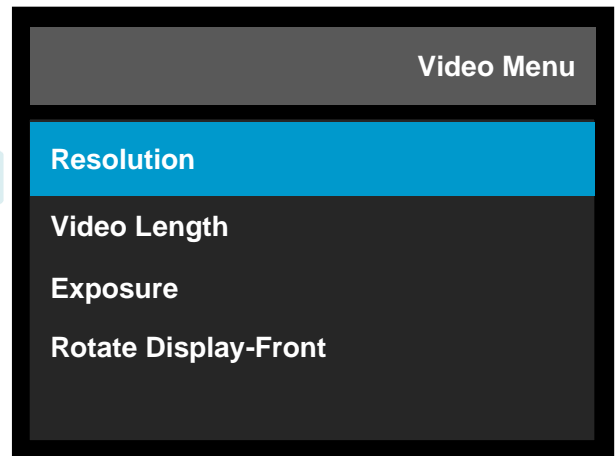 Video Menu
Resolution
Video Length
Exposure
Rotate Display-Front